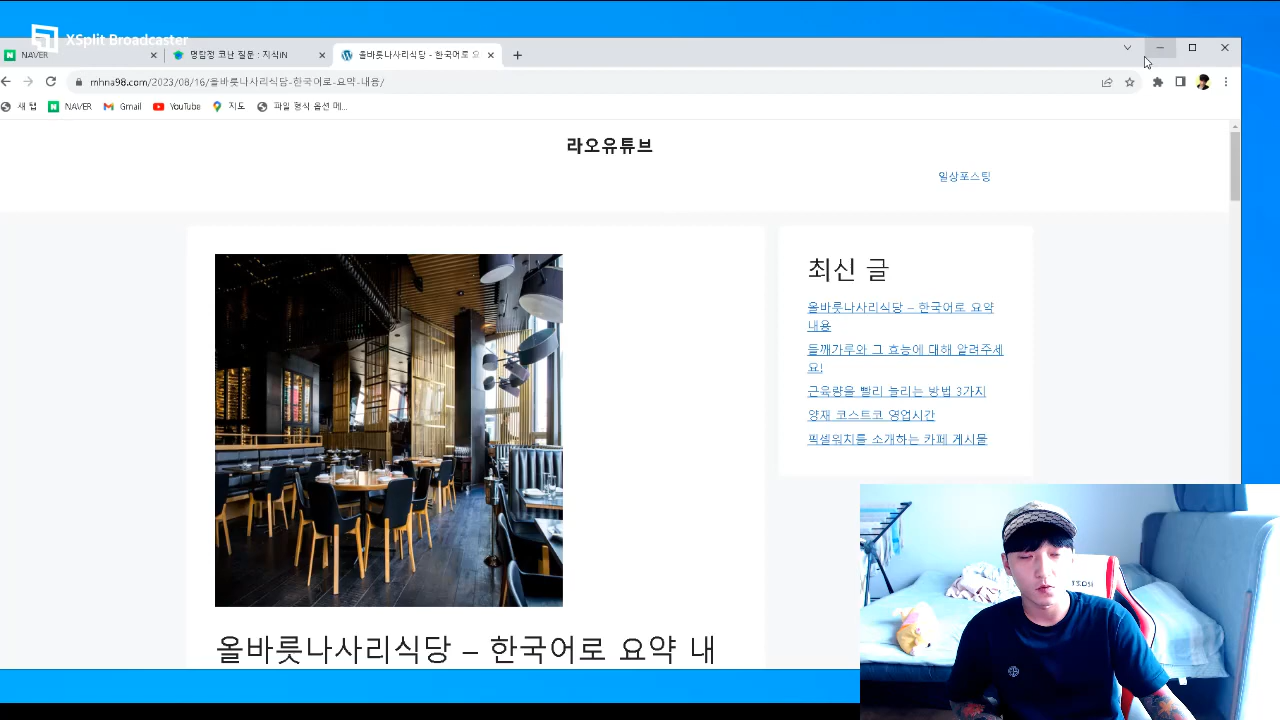 XSplit Broadcaster
NAVER
명탐정 코난 질문 : 지식iN
올바릇나사리식당 - 한국어로 요
mhna98.com/2023/08/16/올바릇나사리식당-한국어로-요약-내용/
새 탭
NAVER
Gmail
YouTube
지도
파일 형식 옵션 메...
라오유튜브
일상포스팅
최신 글
올바릇나사리식당 – 한국어로 요약
내용
들깨가루와 그 효능에 대해 알려주세
요!
근육량을 빨리 늘리는 방법 3가지
양재 코스트코 영업시간
픽셀워치를 소개하는 카페 게시물
올바릇나사리식당 – 한국어로 요약 내